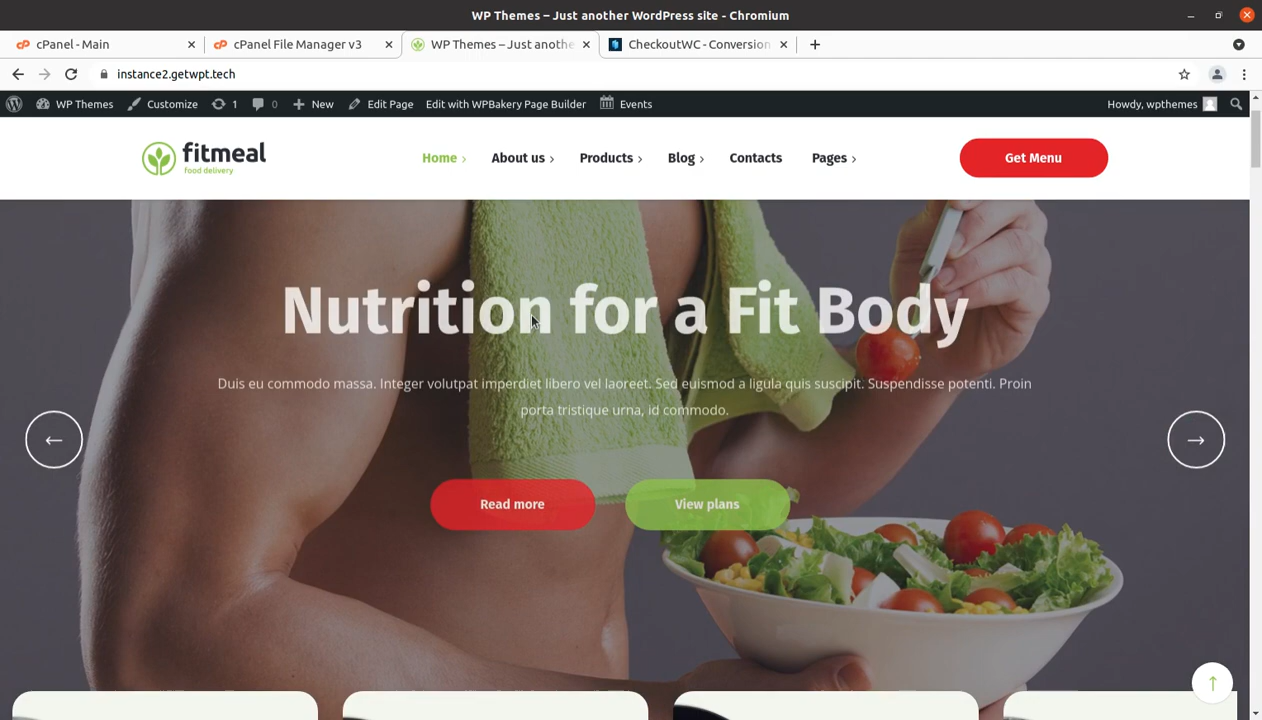 WP Themes – Just another WordPress site - Chromium
cPanel - Main
cPanel File Manager v3
WP Themes – Just anothe
CheckoutWC - Conversion
instance2.getwpt.tech
WP Themes
Customize
1
0
New
Edit Page
Edit with WPBakery Page Builder
Events
Howdy, wpthemes
fitmeal
food delivery
Home
About us
Products
Blog
Contacts
Pages
Get Menu
Nutrition for a Fit Body
Duis eu commodo massa. Integer volutpat imperdiet libero vel laoreet. Sed euismod a ligula quis suscipit. Suspendisse potenti. Proin
porta tristique urna, id commodo.
Read more
View plans